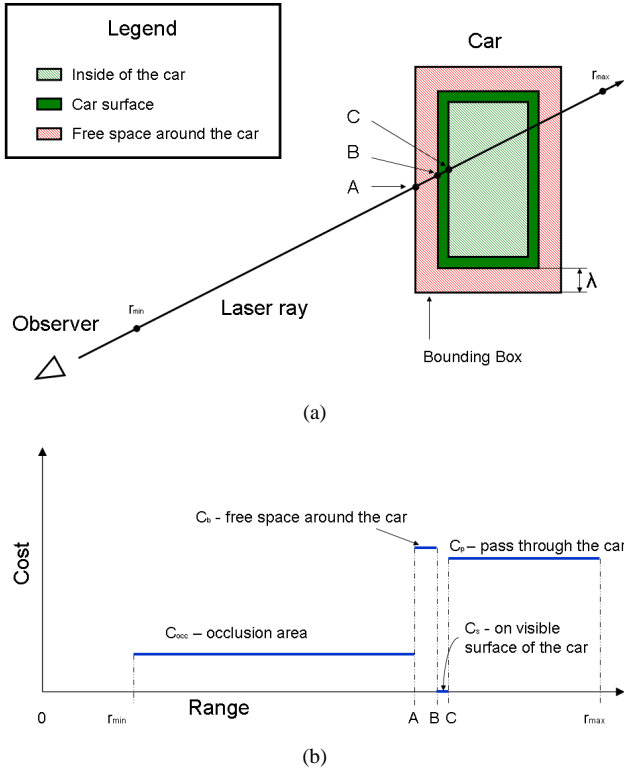 Legend
Inside of the car
Car surface
Free space around the car
Car
rmax
C
B
A
λ
rmin
Laser ray
Observer
Bounding Box
(a)
Cb - free space around the car
Cp – pass through the car
Cost
Cocc – occlusion area
Cs - on visible
surface of the car
0
rmin
Range
A
B
C
rmax
(b)